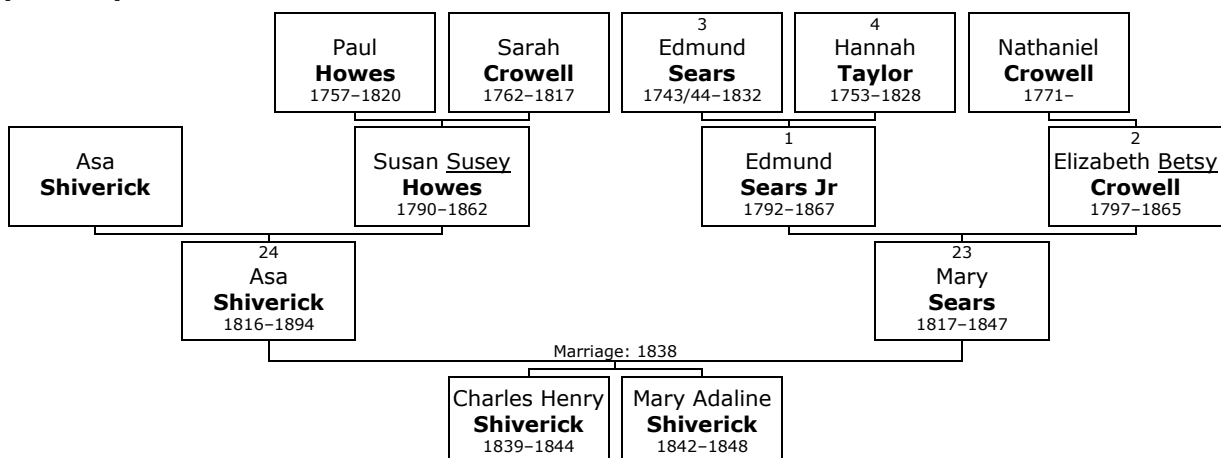 Paul
Howes
1757–1820
Sarah
Crowell
1762–1817
3
Edmund
Sears
1743/44–1832
4
Hannah
Taylor
1753–1828
Nathaniel
Crowell
1771–
Asa
Shiverick
Susan Susey
Howes
1790–1862
1
Edmund
Sears Jr
1792–1867
2
Elizabeth Betsy
Crowell
1797–1865
24
Asa
Shiverick
1816–1894
23
Mary
Sears
1817–1847
Marriage: 1838
Charles Henry
Shiverick
1839–1844
Mary Adaline
Shiverick
1842–1848